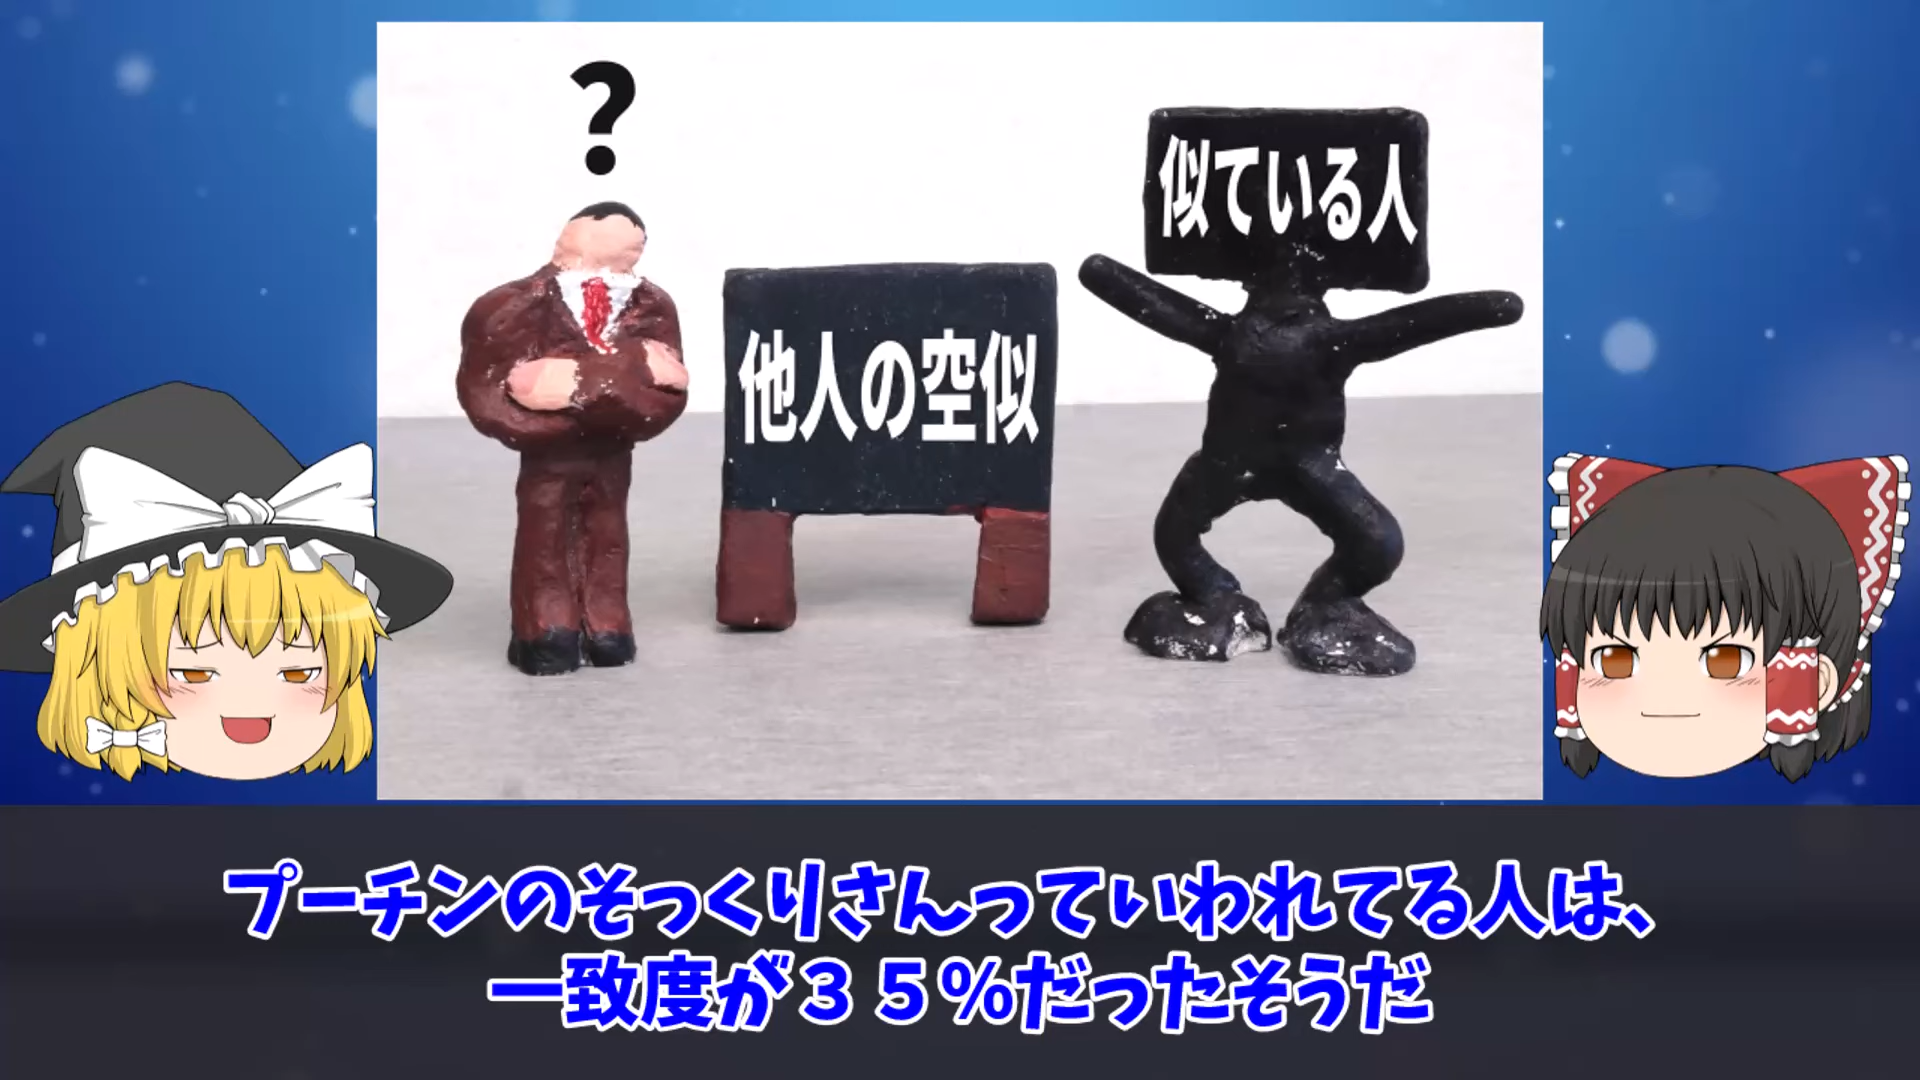 ?
似ている人
他人の空似
プーチンのそっくりさんっていわれてる人は、
一致度が３５％だったそうだ